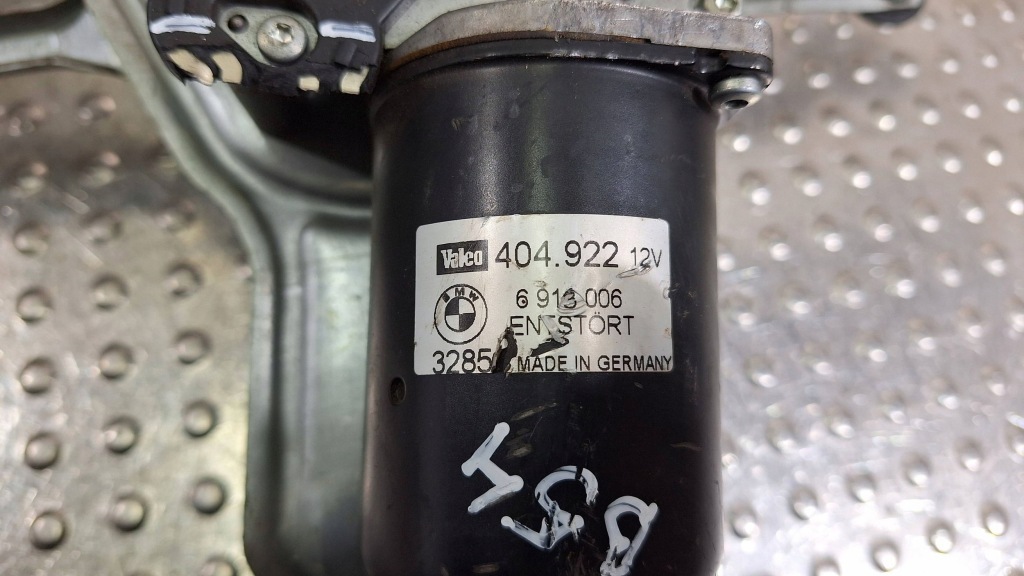 Valeo 404.922 12V
BMW 6 913 006
ENTSTÖRT
3285 MADE IN GERMANY